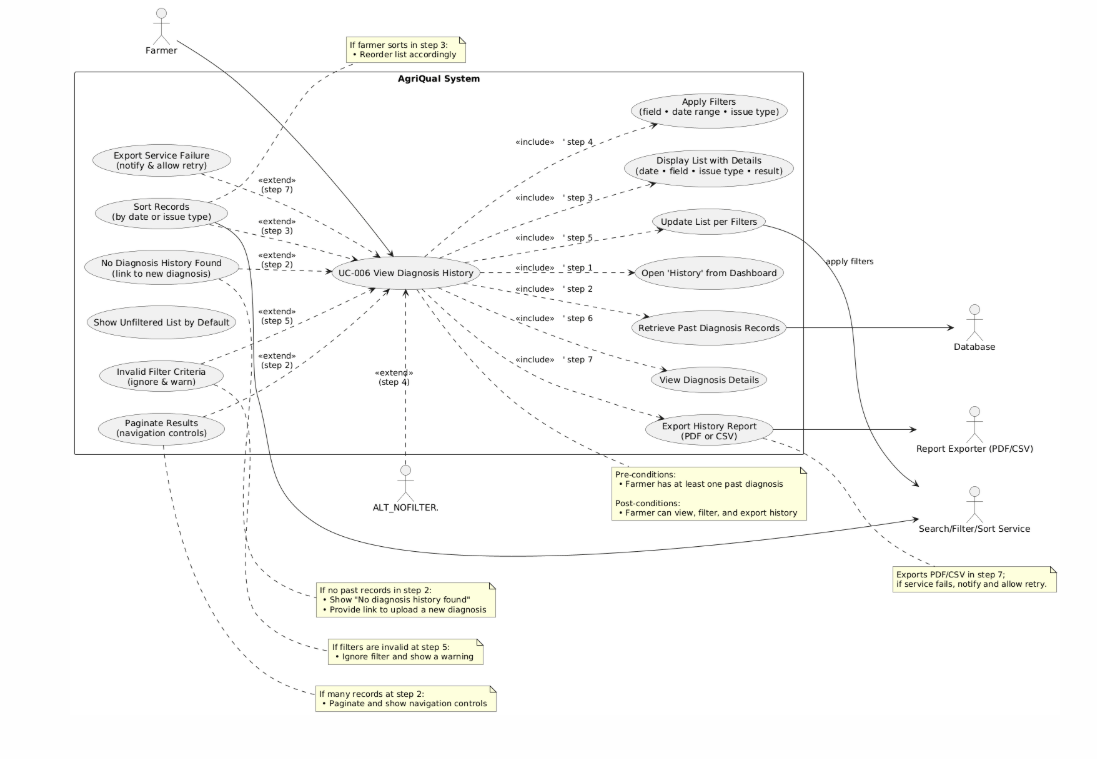 Farmer
If farmer sorts in step 3:
• Reorder list accordingly
AgriQual System
Apply Filters
(field • date range • issue type)
«include»   ' step 4
Export Service Failure
(notify & allow retry)
Display List with Details
(date • field • issue type • result)
«extend»
(step 7)
«include»   ' step 3
Sort Records
(by date or issue type)
«extend»
(step 3)
Update List per Filters
«include»   ' step 5
apply filters
No Diagnosis History Found
(link to new diagnosis)
«extend»
(step 2)
UC-006 View Diagnosis History
«include»   ' step 1
Open 'History' from Dashboard
«include»   ' step 2
Show Unfiltered List by Default
«extend»
(step 5)
«include»   ' step 6
Retrieve Past Diagnosis Records
Database
«extend»
(step 2)
«include»   ' step 7
Invalid Filter Criteria
(ignore & warn)
«extend»
(step 4)
View Diagnosis Details
Paginate Results
(navigation controls)
Export History Report
(PDF or CSV)
Report Exporter (PDF/CSV)
ALT_NOFILTER.
Pre-conditions:
• Farmer has at least one past diagnosis
Post-conditions:
• Farmer can view, filter, and export history
Search/Filter/Sort Service
Exports PDF/CSV in step 7;
if service fails, notify and allow retry.
If no past records in step 2:
• Show "No diagnosis history found"
• Provide link to upload a new diagnosis
If filters are invalid at step 5:
• Ignore filter and show a warning
If many records at step 2:
• Paginate and show navigation controls